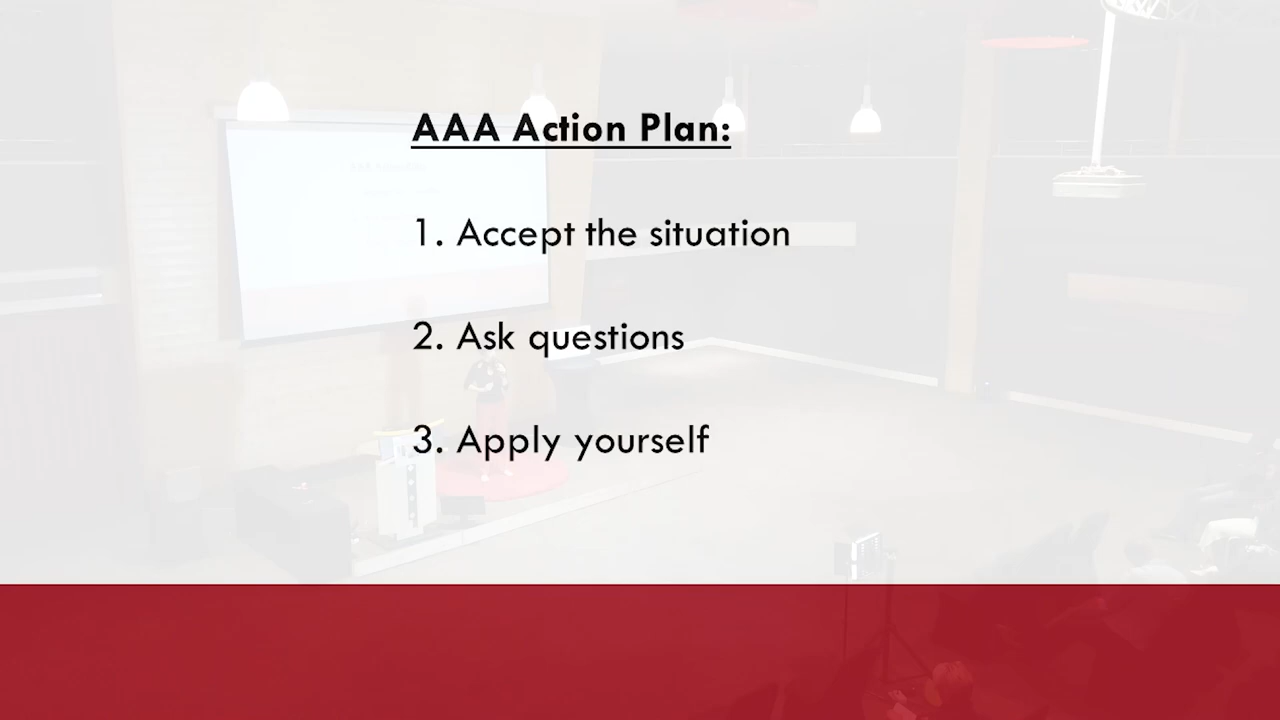 AAA Action Plan:
1. Accept the situation
2. Ask questions
3. Apply yourself